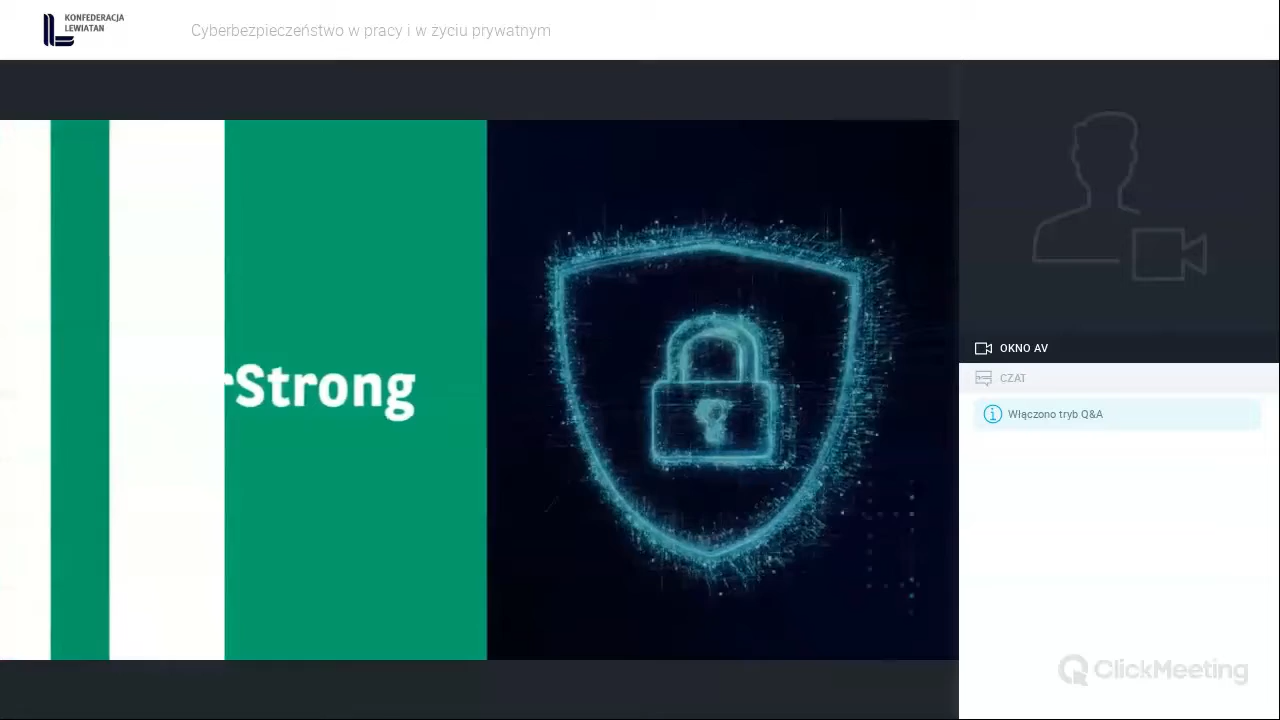 KONFEDERACJA
LEWIATAN
Cyberbezpieczeństwo w pracy i w życiu prywatnym
rStrong
OKNO AV
CZAT
Włączono tryb Q&A
ClickMeeting